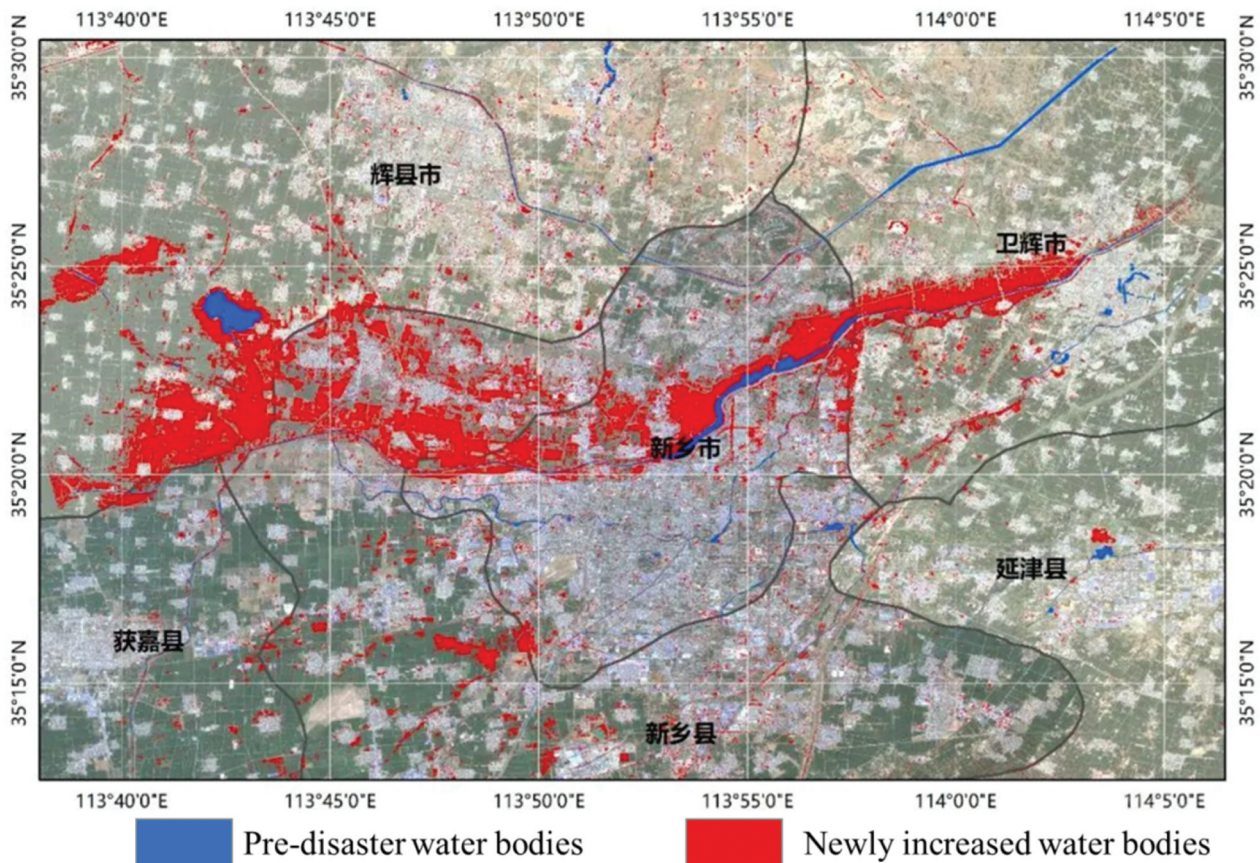 113°40'0"E 113°45'0"E 113°50'0"E 113°55'0"E 114°0'0"E 114°5'0"E
35°30'0"N 35°30'0"N
辉县市
卫辉市
35°25'0"N 35°25'0"N
新乡市
35°20'0"N 35°20'0"N
延津县
获嘉县
35°15'0"N 35°15'0"N
新乡县
113°40'0"E 113°45'0"E 113°50'0"E 113°55'0"E 114°0'0"E 114°5'0"E
Pre-disaster water bodies Newly increased water bodies